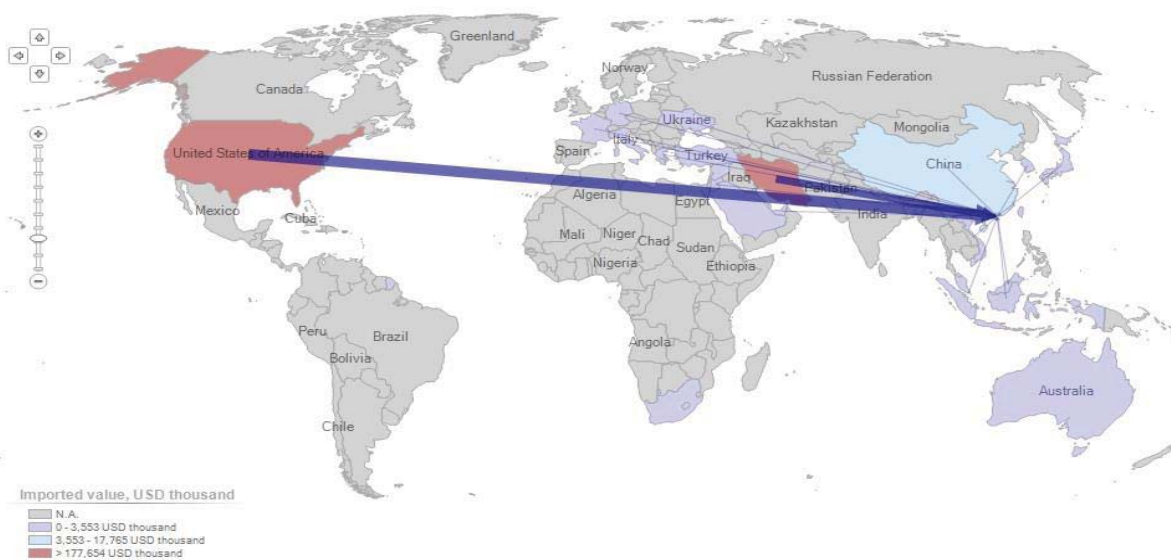 Greenland
Norway
Russian Federation
Canada
Ukraine
Kazakhstan
Mongolia
Italy
Spain
Turkey
China
United States of America
Iraq
Pakistan
Algeria
Egypt
Mexico
Cuba
India
Mali
Niger
Chad
Sudan
Nigeria
Ethiopia
Peru
Brazil
Angola
Bolivia
Australia
Chile
Imported value, USD thousand
N.A.
0 - 3,553 USD thousand
3,553 - 17,765 USD thousand
> 177,654 USD thousand